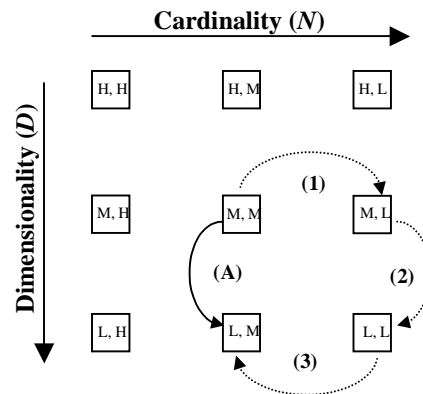 Cardinality (N)
Dimensionality (D)
H, H
H, M
H, L
(1)
M, H
M, M
M, L
(A)
(2)
L, H
L, M
L, L
(3)